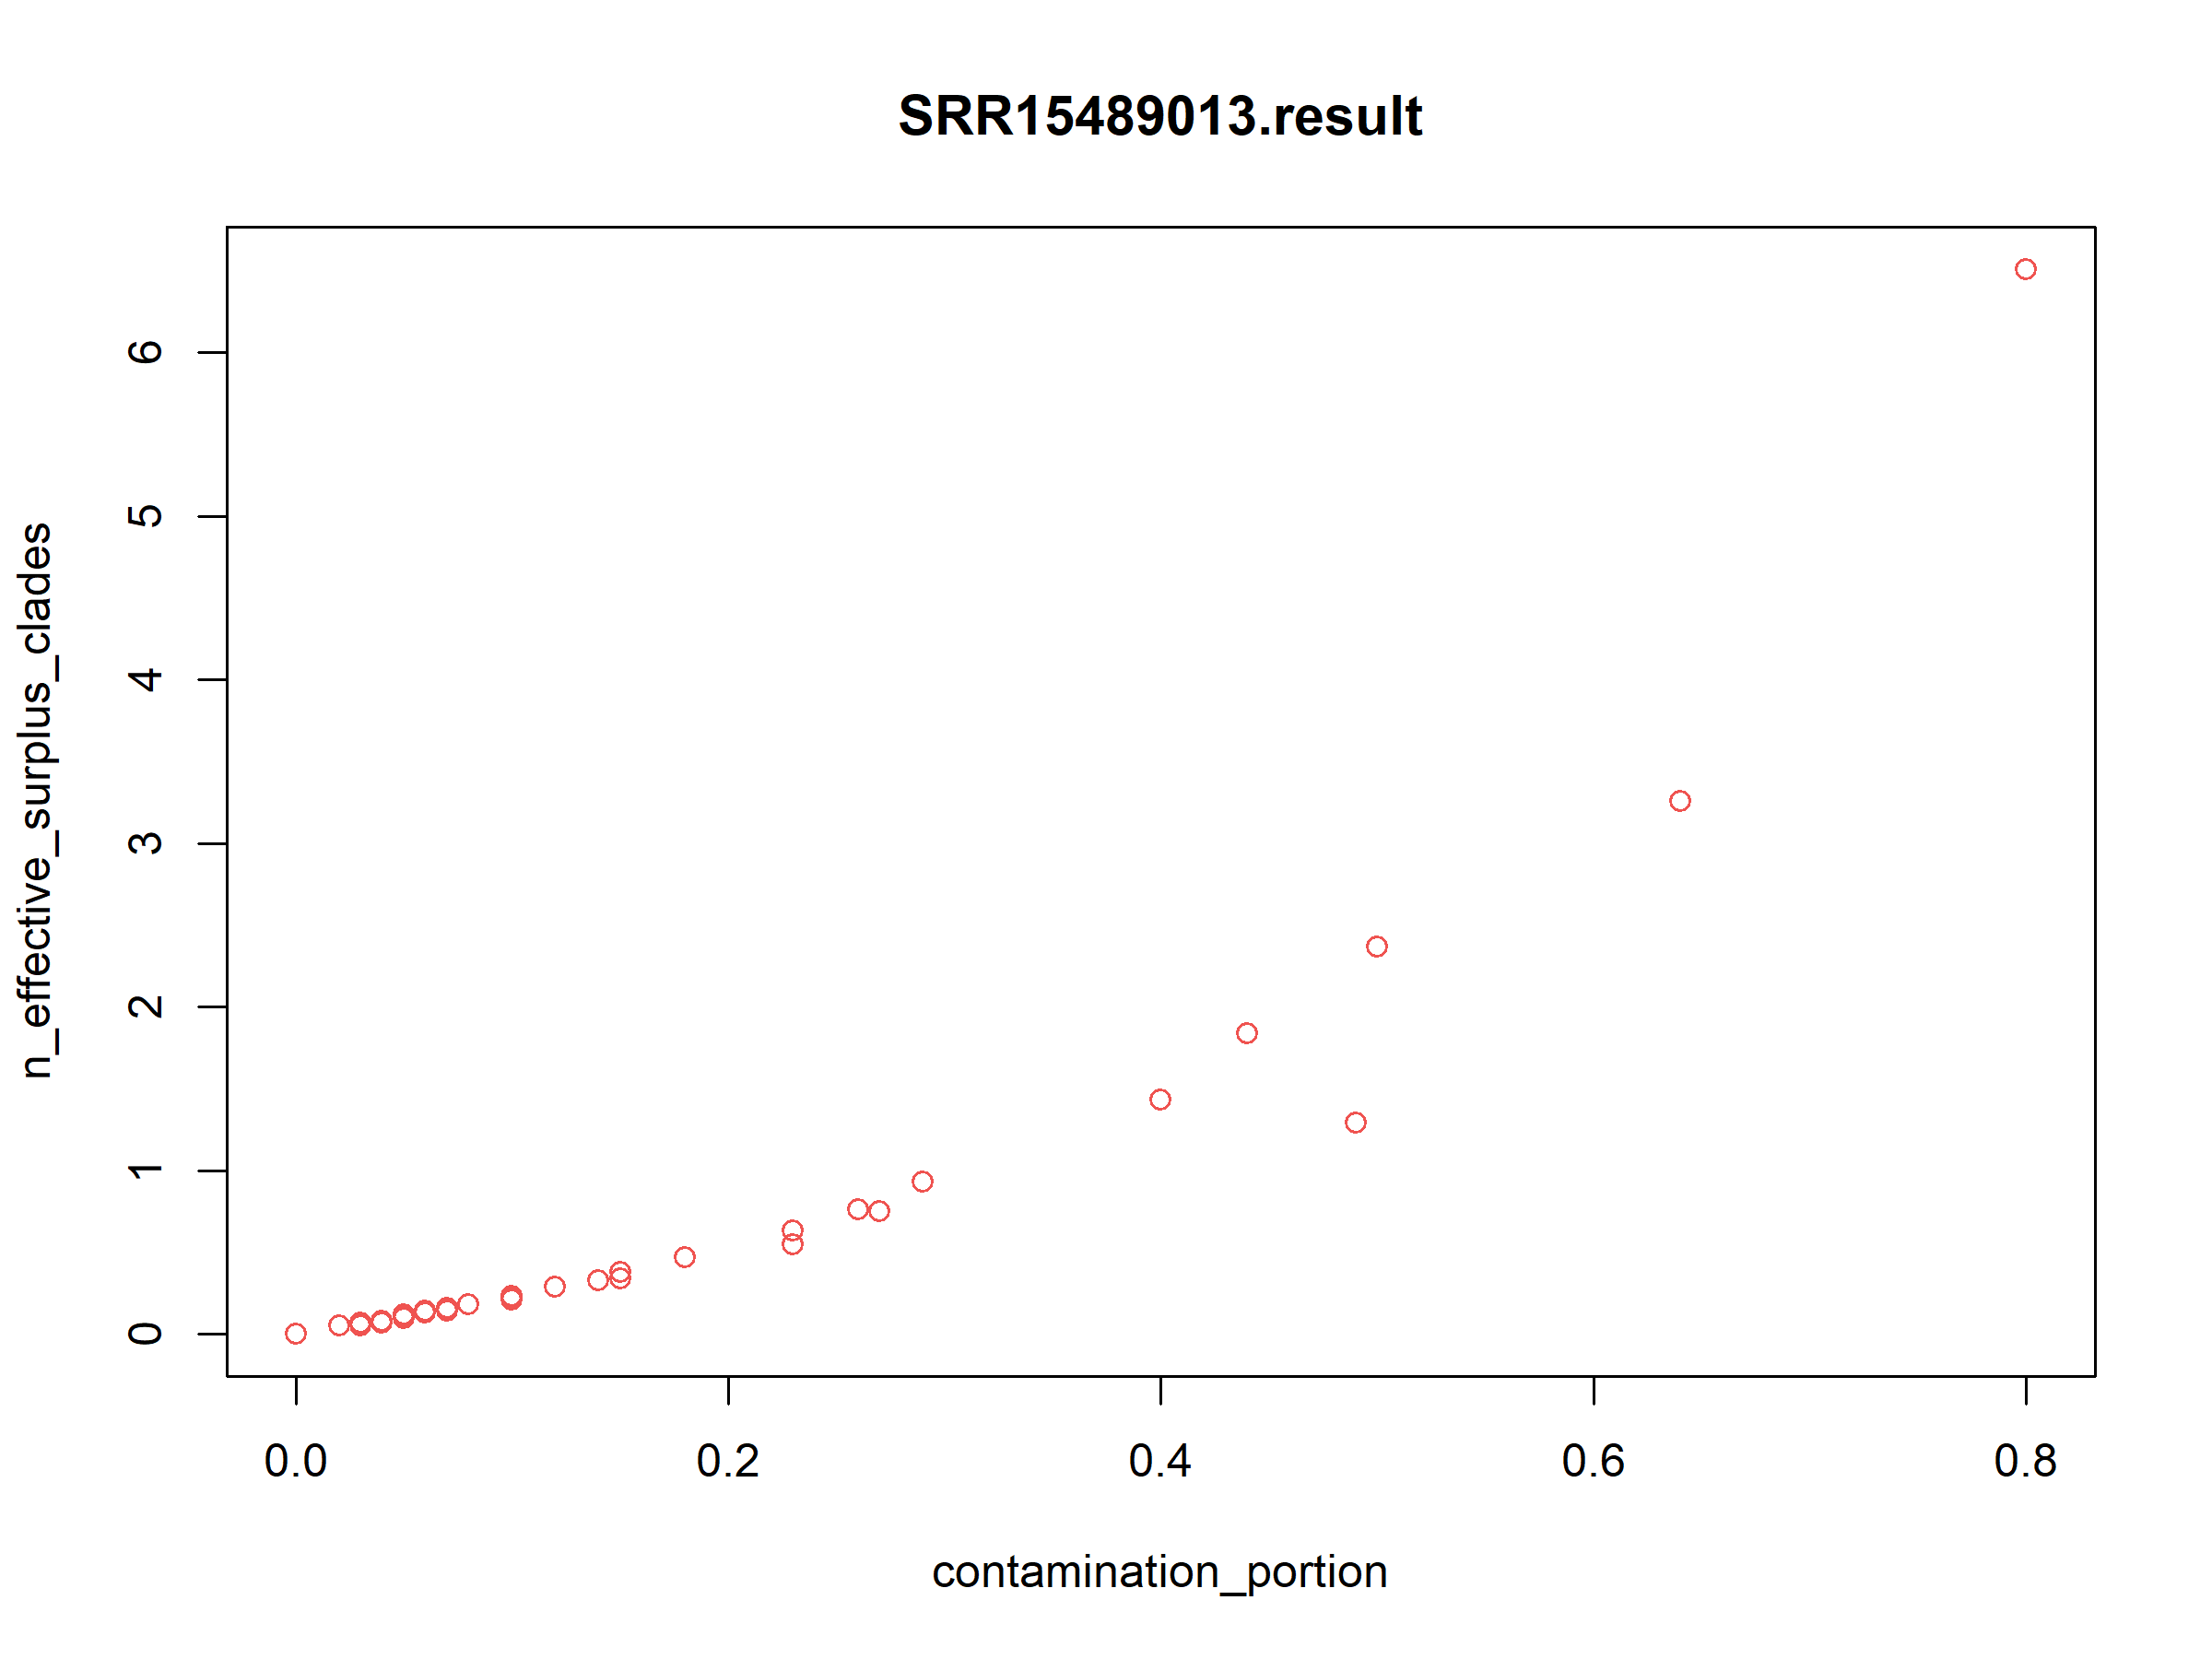 SRR15489013.result
n_effective_surplus_clades
6
5
4
3
2
1
0
0.0 0.2 0.4 0.6 0.8
contamination_portion